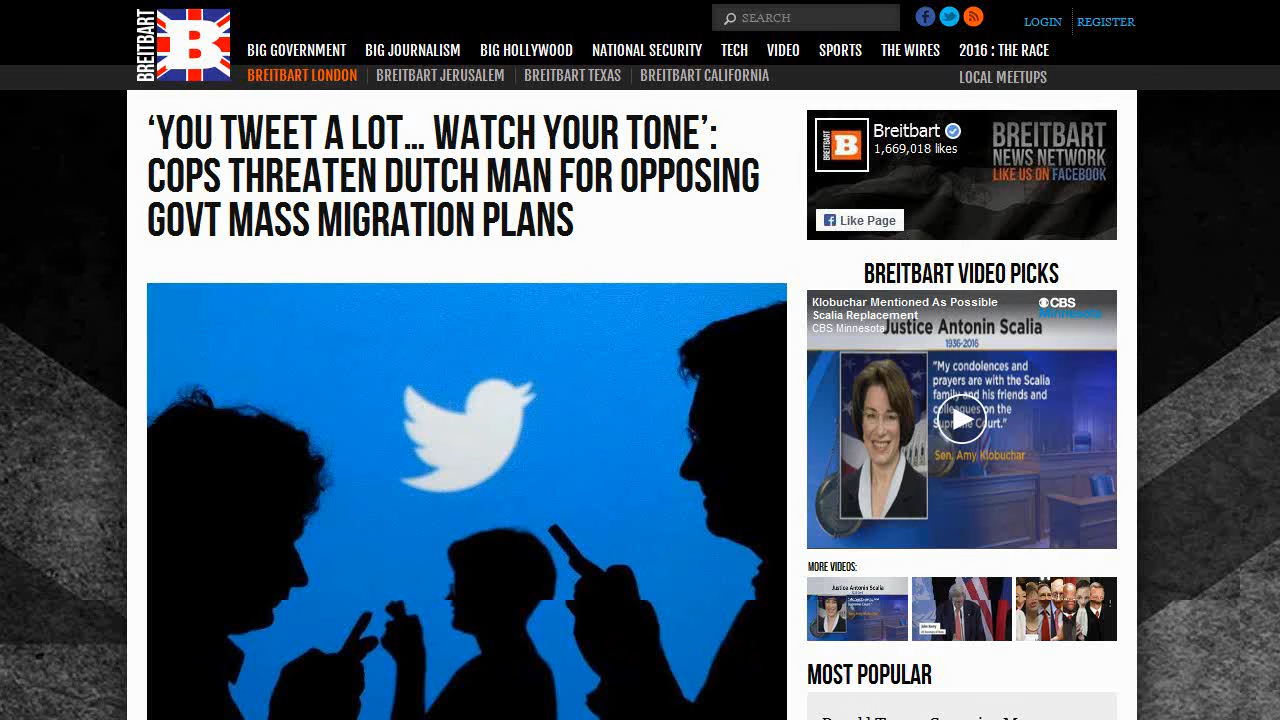 BREITBART
B
SEARCH
LOGIN
REGISTER
BIG GOVERNMENT
BIG JOURNALISM
BIG HOLLYWOOD
NATIONAL SECURITY
TECH
VIDEO
SPORTS
THE WIRES
2016 : THE RACE
BREITBART LONDON
BREITBART JERUSALEM
BREITBART TEXAS
BREITBART CALIFORNIA
LOCAL MEETUPS
‘YOU TWEET A LOT… WATCH YOUR TONE’:
COPS THREATEN DUTCH MAN FOR OPPOSING
GOVT MASS MIGRATION PLANS
BREITBART
B
Breitbart
1,669,018 likes
BREITBART
NEWS NETWORK
LIKE US ON FACEBOOK
Like Page
BREITBART VIDEO PICKS
Klobuchar Mentioned As Possible
Scalia Replacement
CBS Minnesota
CBS
Minnesota
Justice Antonin Scalia
1936-2016
"My condolences and
prayers are with the Scalia
family and his friends and
colleagues on the
Supreme Court."
Sen. Amy Klobuchar
MORE VIDEOS:
Justice Antonin Scalia
MOST POPULAR